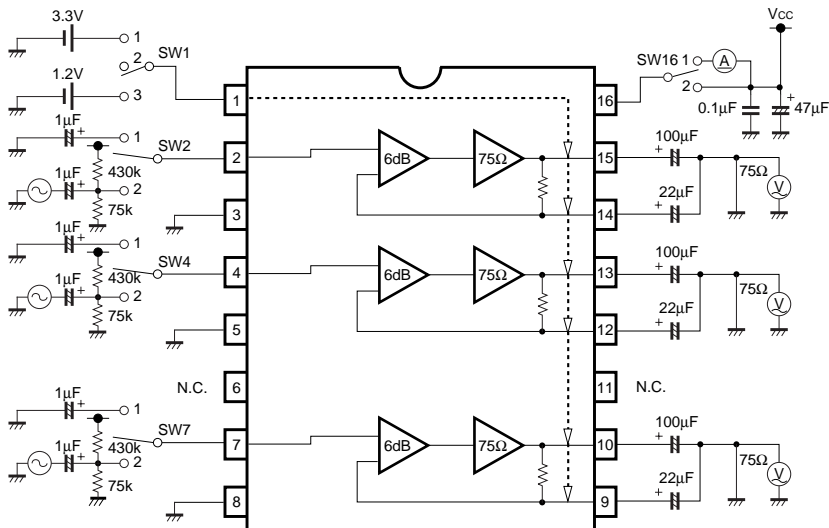 3.3V
1
2
SW1
1.2V
3
1
16
SW16
1
A
2
VCC
0.1μF
47μF
1μF
+
1
SW2
430k
1μF
+
2
75k
2
6dB
75Ω
15
100μF
+
75Ω
V
3
14
22μF
+
1μF
+
1
SW4
430k
1μF
+
2
75k
4
6dB
75Ω
13
100μF
+
75Ω
V
5
12
22μF
+
N.C.
6
11
N.C.
1μF
+
1
SW7
430k
1μF
+
2
75k
7
6dB
75Ω
10
100μF
+
75Ω
V
8
9
22μF
+